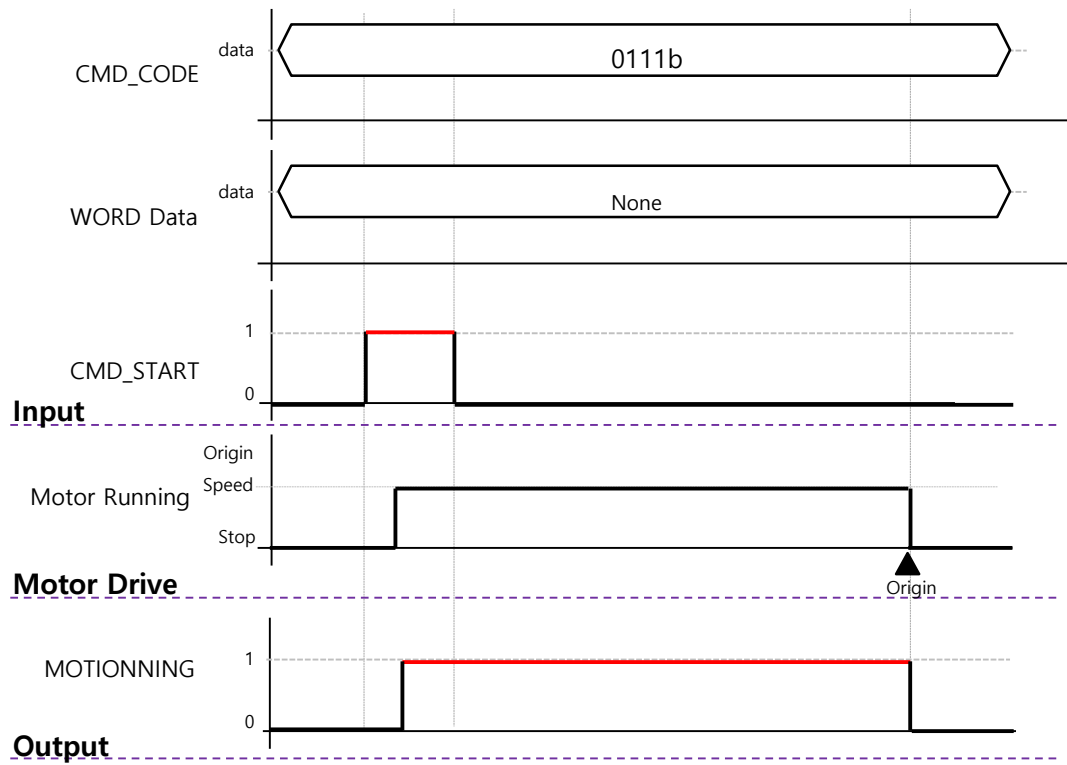 data
CMD_CODE
0111b
data
WORD Data
None
1
CMD_START
0
Input
Origin
Motor Running
Speed
Stop
Motor Drive
Origin
MOTIONNING
1
0
Output